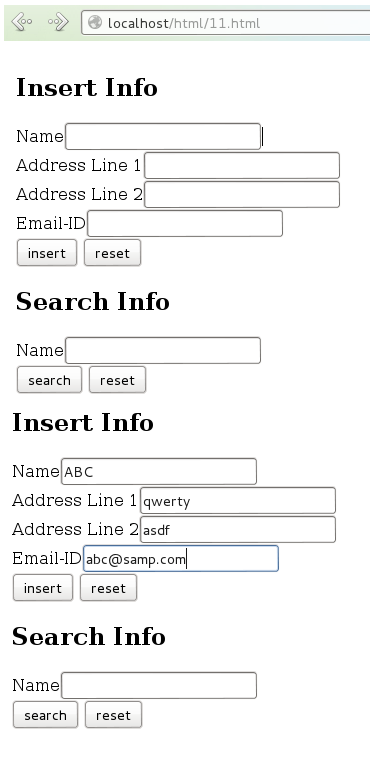 localhost/html/11.html
Insert Info
Name
Address Line 1
Address Line 2
Email-ID
insert reset
Search Info
Name
search reset
Insert Info
Name ABC
Address Line 1 qwerty
Address Line 2 asdf
Email-ID abc@samp.com
insert reset
Search Info
Name
search reset